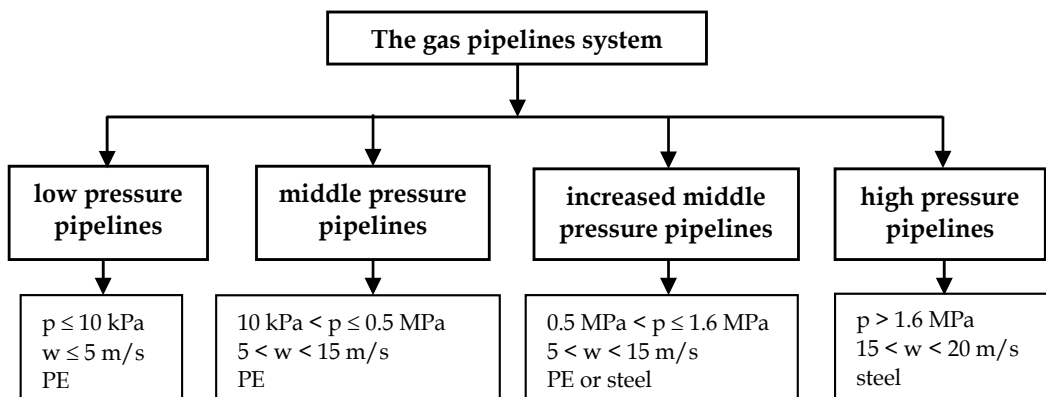 The gas pipelines system
low pressure
pipelines
middle pressure
pipelines
increased middle
pressure pipelines
high pressure
pipelines
p ≤ 10 kPa
w ≤ 5 m/s
PE
10 kPa < p ≤ 0.5 MPa
5 < w < 15 m/s
PE
0.5 MPa < p ≤ 1.6 MPa
5 < w < 15 m/s
PE or steel
p > 1.6 MPa
15 < w < 20 m/s
steel